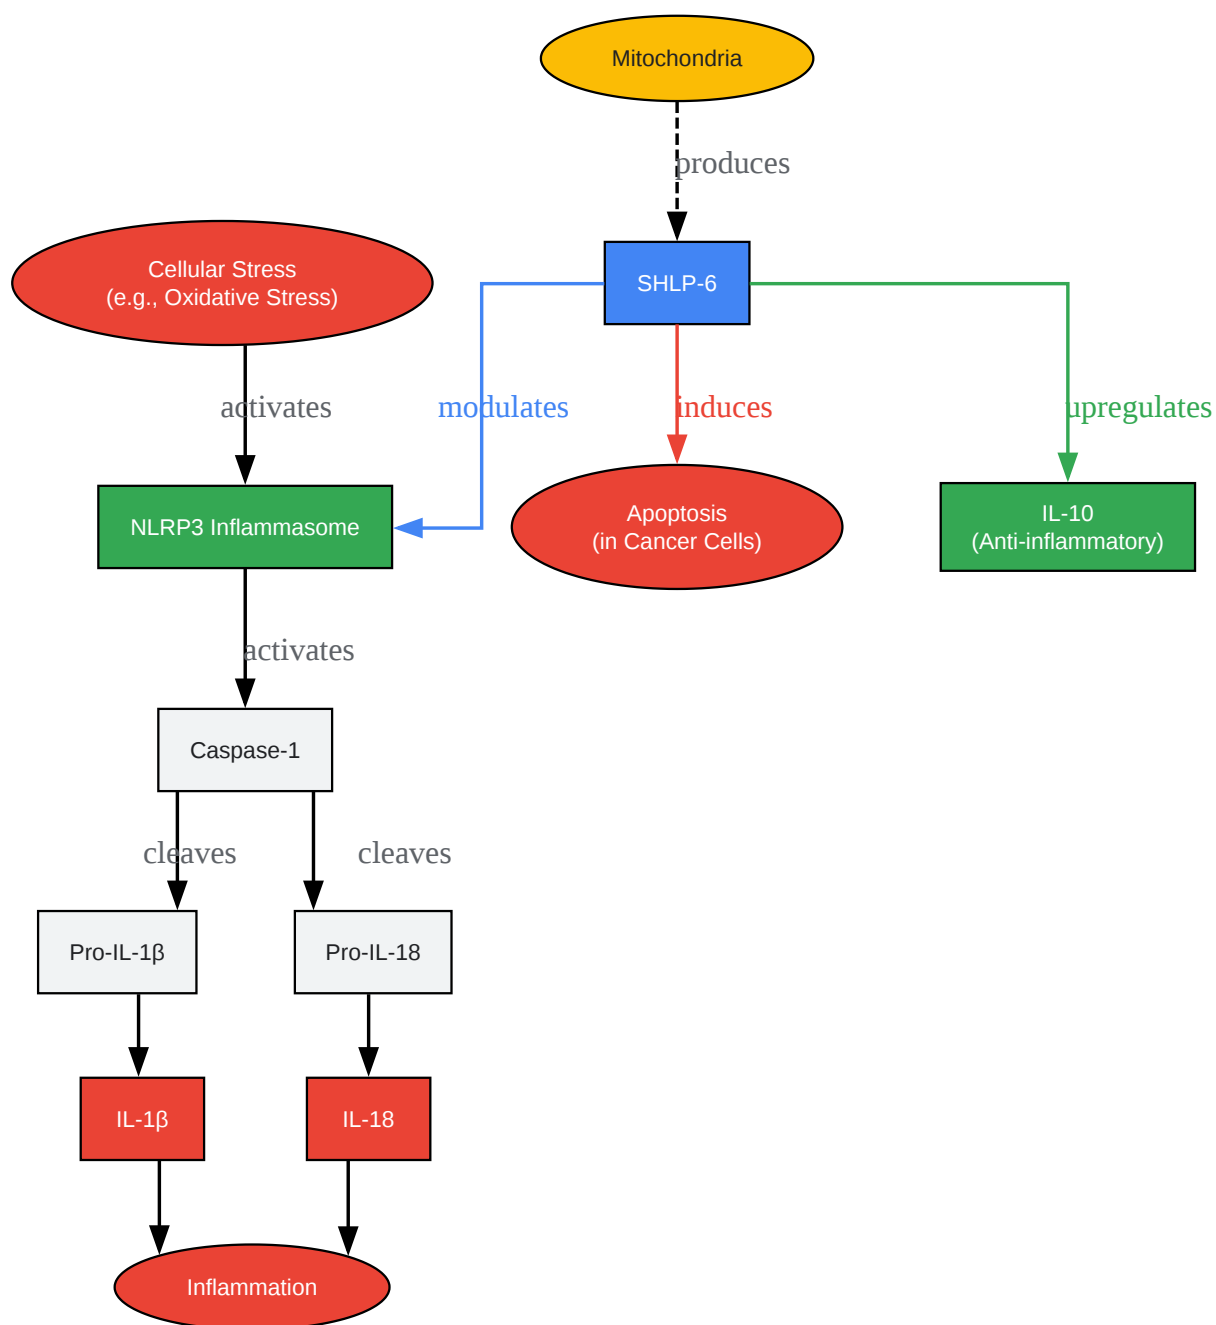 Mitochondria
produces
Cellular Stress
(e.g., Oxidative Stress)
SHLP-6
activates
modulates
induces
upregulates
NLRP3 Inflammasome
Apoptosis
(in Cancer Cells)
IL-10
(Anti-inflammatory)
activates
Caspase-1
cleaves
cleaves
Pro-IL-1β
Pro-IL-18
IL-1β
IL-18
Inflammation